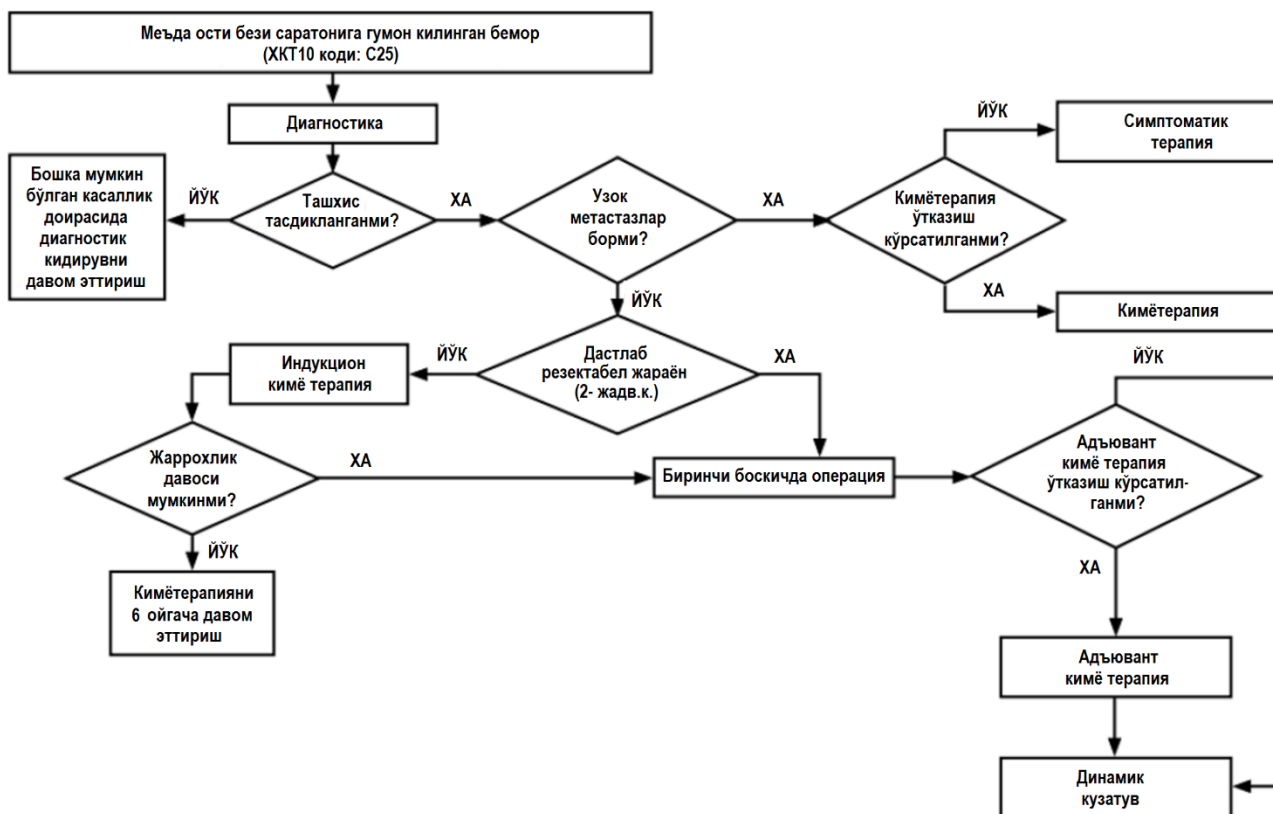 Меъда ости бези саратонига гумон килинган бемор
(ХКТ10 коди: С25)
Диагностика
Ташхис
тасдикланганми?
ЙЎК
Бошка мумкин
бўлган касаллик
доирасида
диагностик
кидирувни
давом эттириш
ХА
Узок
метастазлар
борми?
ХА
Кимётерапия
ўтказиш
кўрсатилганми?
ЙЎК
Симптоматик
терапия
ХА
Кимётерапия
ЙЎК
Дастлаб
резектабел жараён
(2- жадв.к.)
ЙЎК
Индукцион
кимё терапия
ХА
Жаррохлик
давоси
мумкинми?
ХА
Биринчи боскичда операция
ЙЎК
Кимётерапияни
6 ойгача давом
эттириш
ЙЎК
Адъювант
кимё терапия
ўтказиш кўрсатил-
ганми?
ХА
Адъювант
кимё терапия
Динамик
кузатув